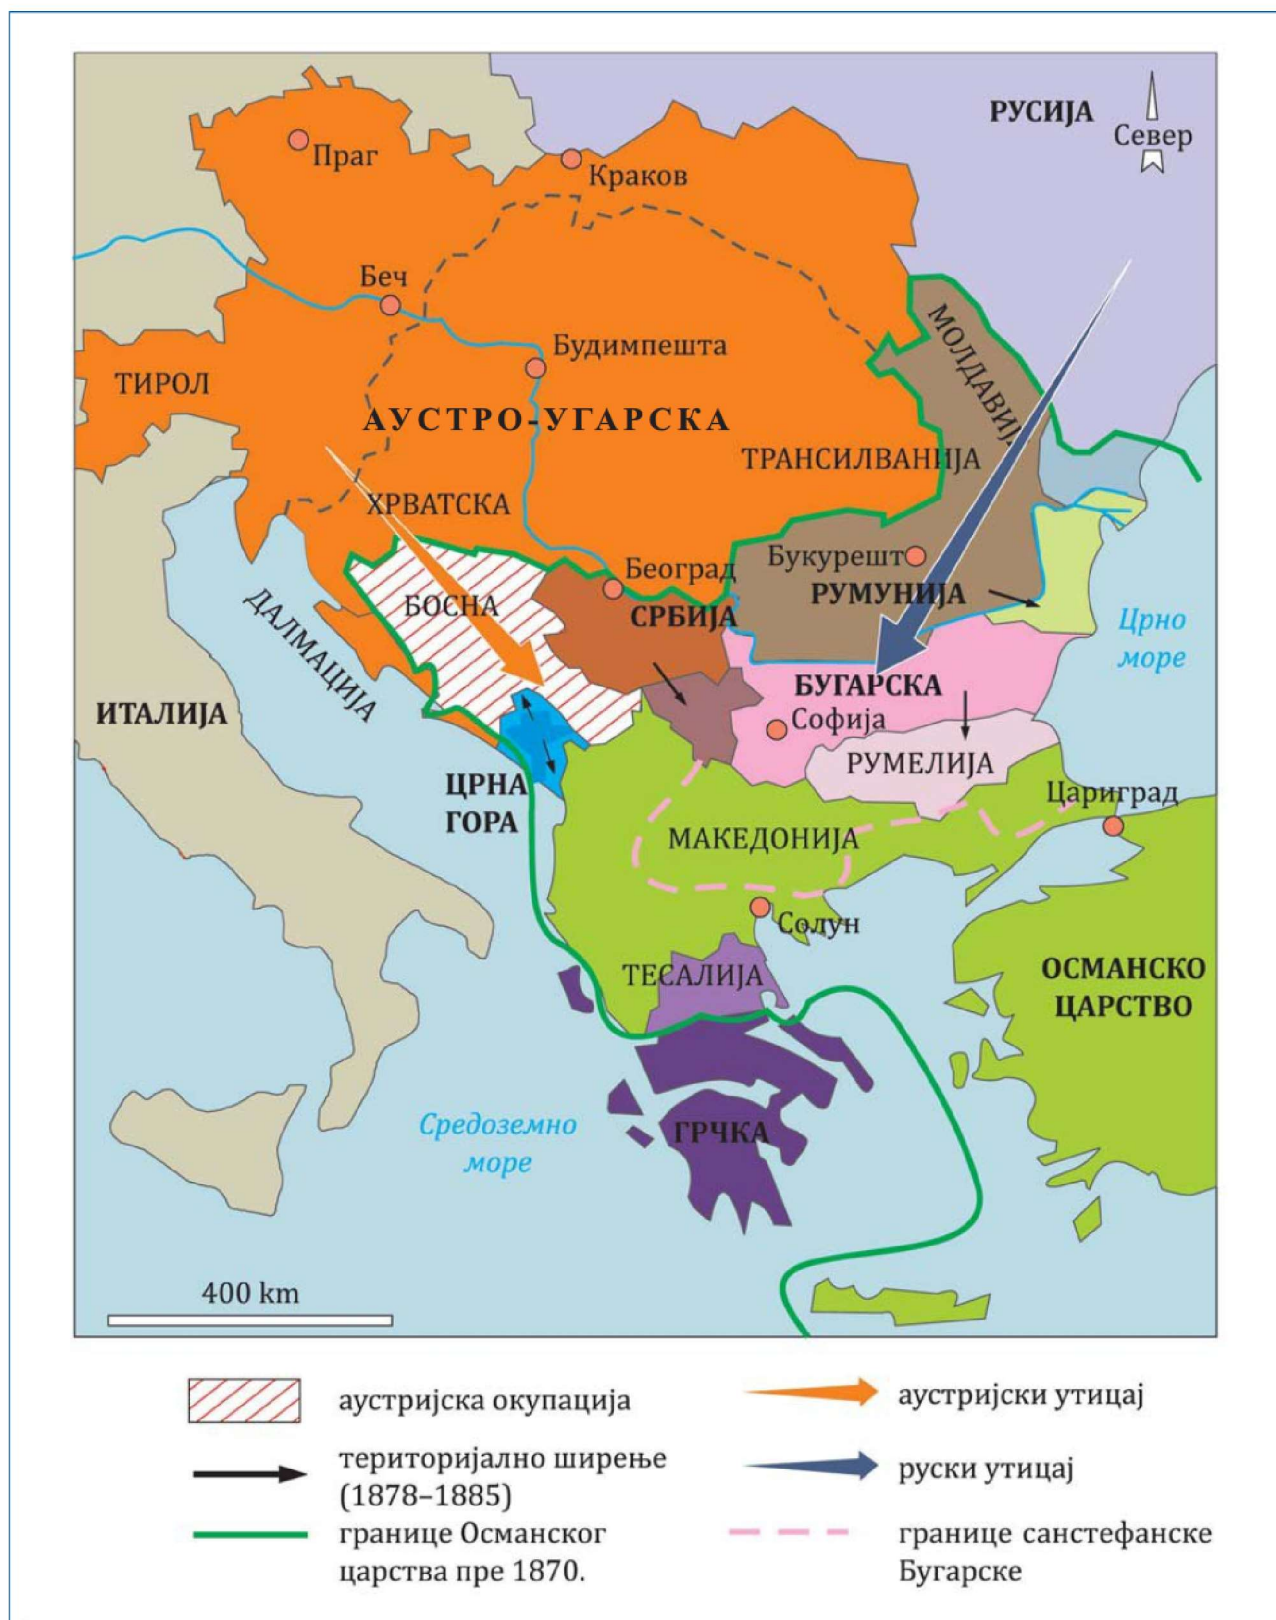 РУСИЈА
Север
Праг
Краков
Беч
Будимпешта
МОЛДАВИЈА
ТИРОЛ
АУСТРО-УГАРСКА
ТРАНСИЛВАНИЈА
ХРВАТСКА
Букурешт
Београд
РУМУНИЈА
БОСНА
СРБИЈА
ДАЛМАЦИЈА
Црно
море
БУГАРСКА
ИТАЛИЈА
Софија
РУМЕЛИЈА
ЦРНА
ГОРА
Цариград
МАКЕДОНИЈА
Солун
ТЕСАЛИЈА
ОСМАНСКО
ЦАРСТВО
Средоземно
море
ГРЧКА
400 km
аустријска окупација
територијално ширење
(1878–1885)
границе Османског
царства пре 1870.
аустријски утицај
руски утицај
границе санстефанске
Бугарске